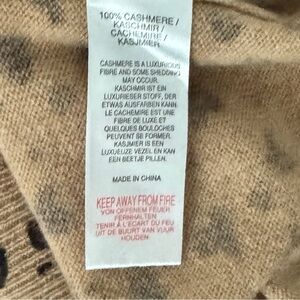 100% CASHMERE /
KASCHMIR /
CACHEMIRE /
KASJMIER
CASHMERE IS A LUXURIOUS
FIBRE AND SOME SHEDDING
MAY OCCUR.
KASCHMIR IST EIN
LUXURIÖSER STOFF, DER
ETWAS AUSFARBEN KANN.
LE CACHEMIRE EST UNE
FIBRE DE LUXE ET
QUELQUES BOULOCHES
PEUVENT SE FORMER.
KASJMIER IS EEN
LUXUEUZE VEZEL EN KAN
EEN BEETJE PILLEN.
MADE IN CHINA
KEEP AWAY FROM FIRE
VON OFFENEM FEUER
FERNHALTEN
TENIR À L'ÉCART DU FEU
UIT DE BUURT VAN VUUR
HOUDEN